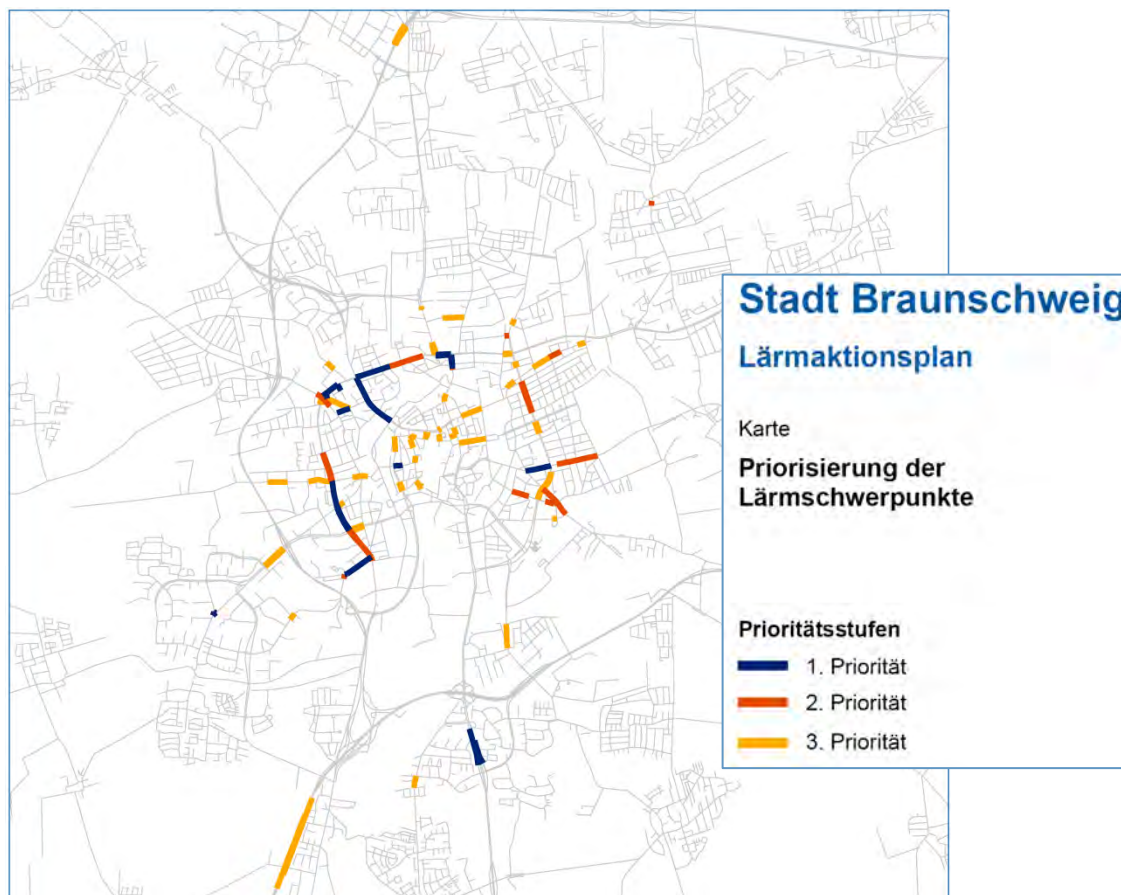 Stadt Braunschweig
Lärmaktionsplan
Karte
Priorisierung der
Lärmschwerpunkte
Prioritätsstufen
1. Priorität
2. Priorität
3. Priorität